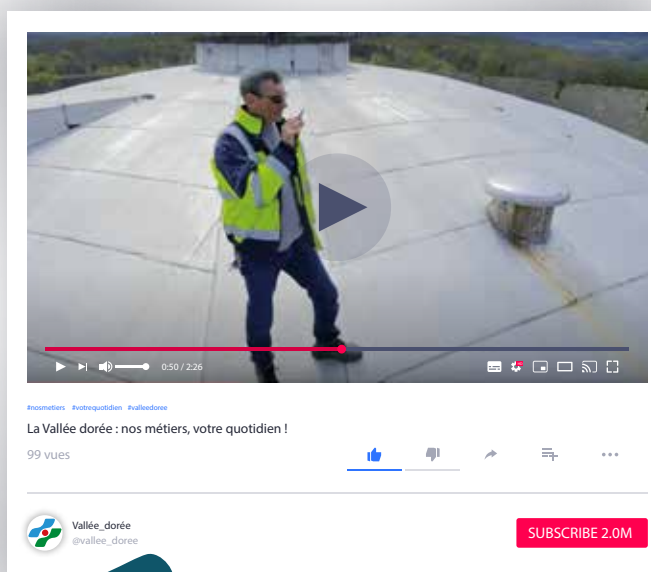 0:50 / 2:26
#nosmetiers #votrequotidien #valleedoree
La Vallée dorée : nos métiers, votre quotidien !
99 vues
Vallée_dorée
@vallee_doree
SUBSCRIBE 2.0M